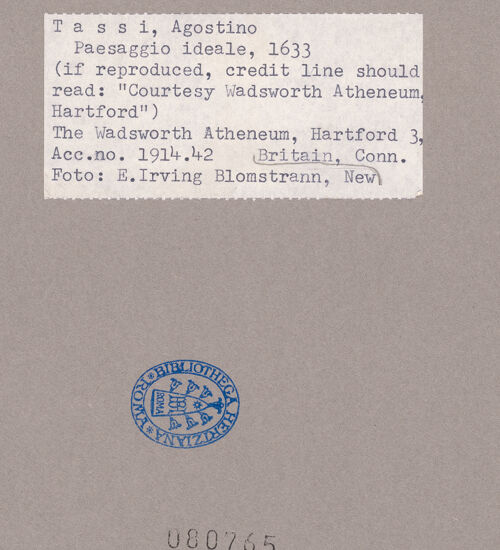 T a s s i, Agostino
Paesaggio ideale, 1633
(if reproduced, credit line should
read: "Courtesy Wadsworth Atheneum,
Hartford")
The Wadsworth Atheneum, Hartford 3,
Acc.no. 1914.42 Britain, Conn.
Foto: E.Irving Blomstrann, New
BIBLIOTHECA HERTZIANA * ROMA *
ROMA
080765